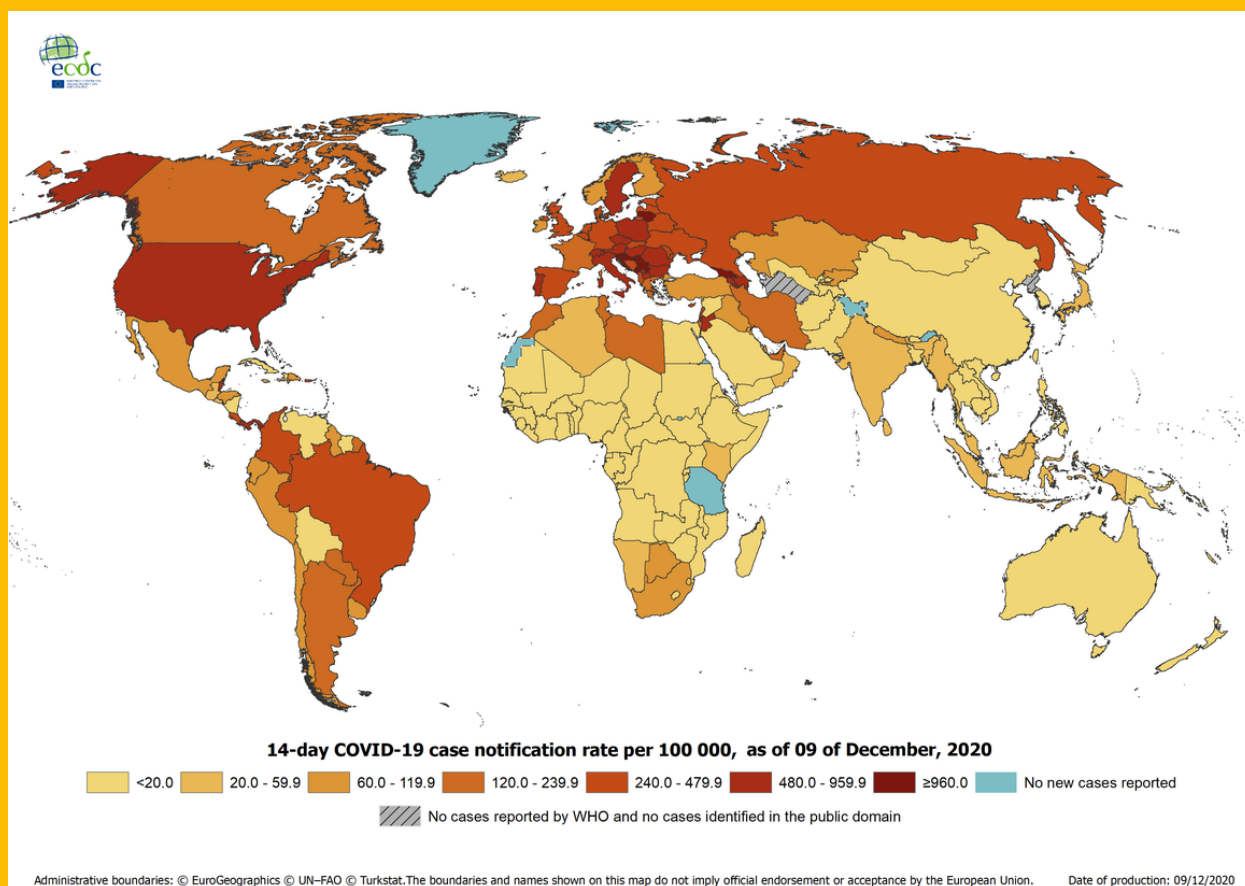 ecdc
14-day COVID-19 case notification rate per 100 000, as of 09 of December, 2020
<20.0 20.0 - 59.9 60.0 - 119.9 120.0 - 239.9 240.0 - 479.9 480.0 - 959.9 ≥960.0 No new cases reported
No cases reported by WHO and no cases identified in the public domain
Administrative boundaries: © EuroGeographics © UN–FAO © Turkstat.The boundaries and names shown on this map do not imply official endorsement or acceptance by the European Union. Date of production: 09/12/2020